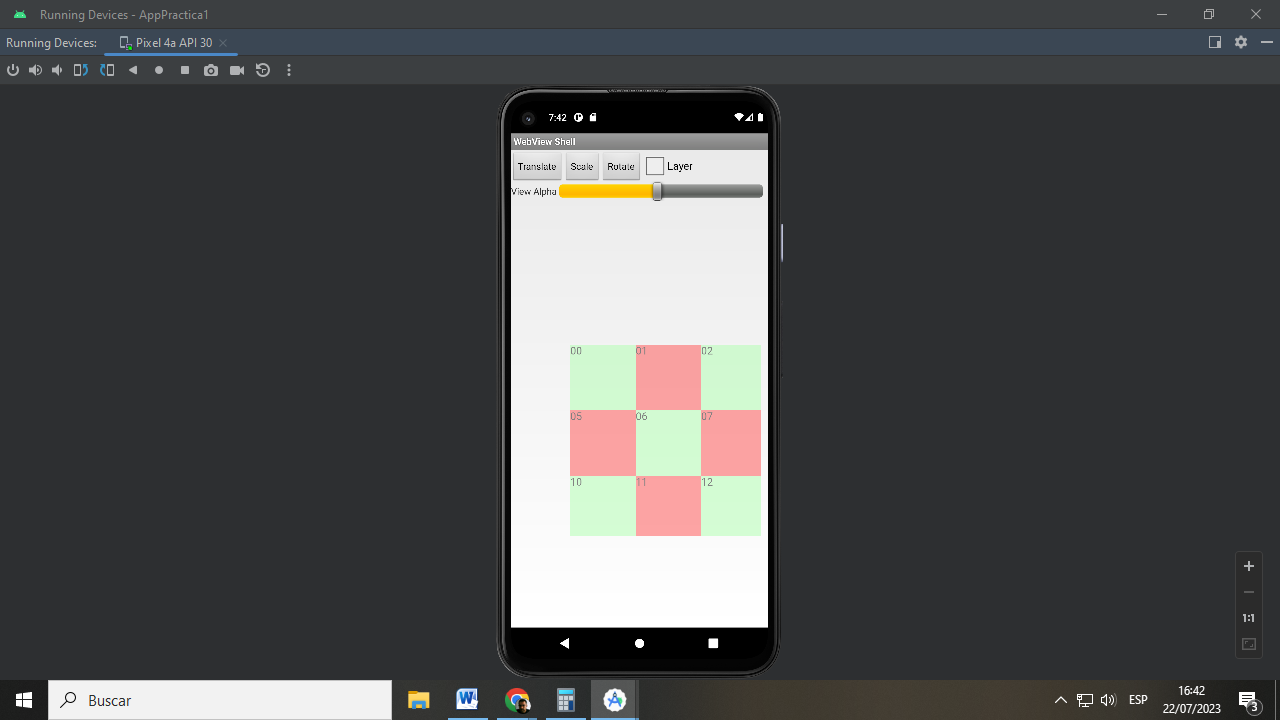 Running Devices - AppPractica1
Running Devices: Pixel 4a API 30
7:42
WebView Shell
Translate Scale Rotate Layer
View Alpha
00 01 02
05 06 07
10 11 12
1:1
Buscar
ESP
16:42
22/07/2023
3